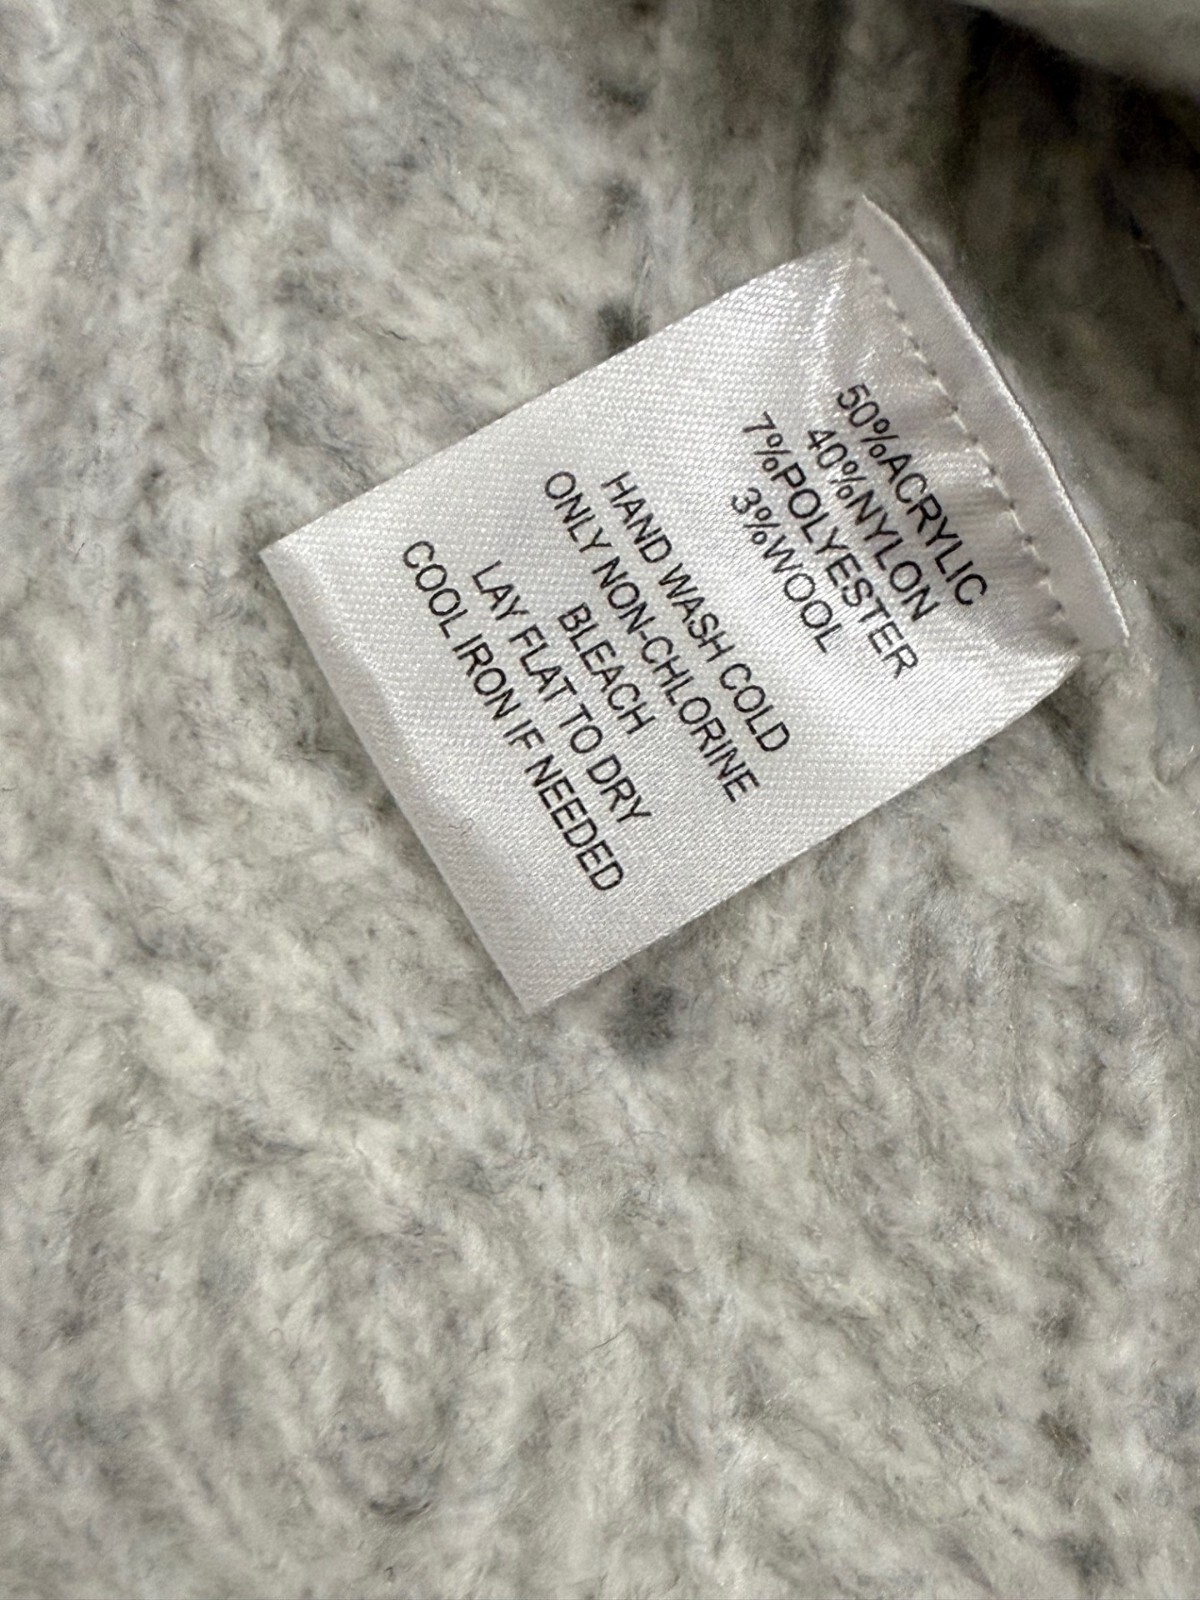 50%ACRYLIC
40%NYLON
7%POLYESTER
3%WOOL
HAND WASH COLD
ONLY NON-CHLORINE
BLEACH
LAY FLAT TO DRY
COOL IRON IF NEEDED